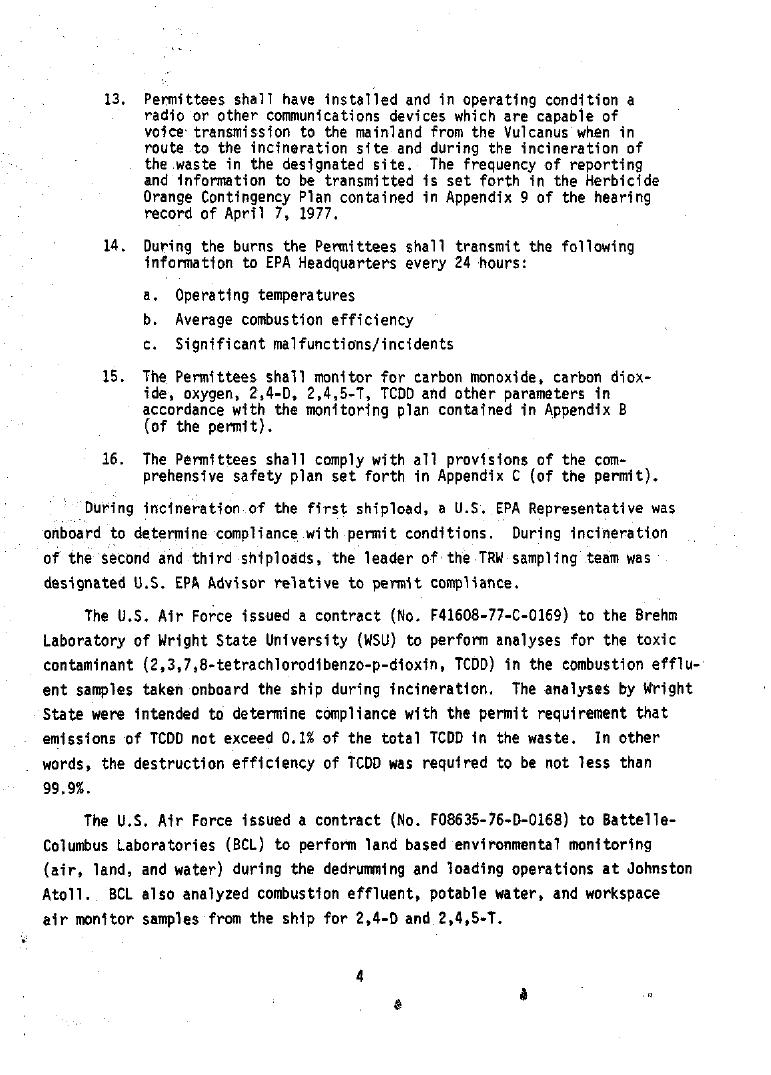 13. Permittees shall have installed and in operating condition a
radio or other communications devices which are capable of
voice transmission to the mainland from the Vulcanus when in
route to the incineration site and during the incineration of
the waste in the designated site. The frequency of reporting
and information to be transmitted is set forth in the Herbicide
Orange Contingency Plan contained in Appendix 9 of the hearing
record of April 7, 1977.
14. During the burns the Permittees shall transmit the following
information to EPA Headquarters every 24 hours:
a. Operating temperatures
b. Average combustion efficiency
c. Significant malfunctions/incidents
15. The Permittees shall monitor for carbon monoxide, carbon diox-
ide, oxygen, 2,4-D, 2,4,5-T, TCDD and other parameters in
accordance with the monitoring plan contained in Appendix B
(of the permit).
16. The Permittees shall comply with all provisions of the com-
prehensive safety plan set forth in Appendix C (of the permit).
During incineration of the first shipload, a U.S. EPA Representative was
onboard to determine compliance with permit conditions. During incineration
of the second and third shiploads, the leader of the TRW sampling team was
designated U.S. EPA Advisor relative to permit compliance.
The U.S. Air Force issued a contract (No. F41608-77-C-0169) to the Brehm
Laboratory of Wright State University (WSU) to perform analyses for the toxic
contaminant (2,3,7,8-tetrachlorodibenzo-p-dioxin, TCDD) in the combustion efflu-
ent samples taken onboard the ship during incineration. The analyses by Wright
State were intended to determine compliance with the permit requirement that
emissions of TCDD not exceed 0.1% of the total TCDD in the waste. In other
words, the destruction efficiency of TCDD was required to be not less than
99.9%.
The U.S. Air Force issued a contract (No. F08635-76-D-0168) to Battelle-
Columbus Laboratories (BCL) to perform land based environmental monitoring
(air, land, and water) during the dedrumming and loading operations at Johnston
Atoll. BCL also analyzed combustion effluent, potable water, and workspace
air monitor samples from the ship for 2,4-D and 2,4,5-T.
4